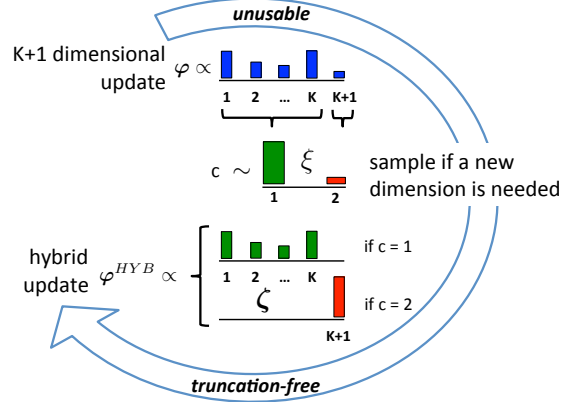 unusable
K+1 dimensional
update φ ∝
1 2 ... K K+1
c ∼ ξ
1 2
sample if a new
dimension is needed
hybrid
update φ^HYB ∝
if c = 1
1 2 ... K
ζ
if c = 2
K+1
truncation-free